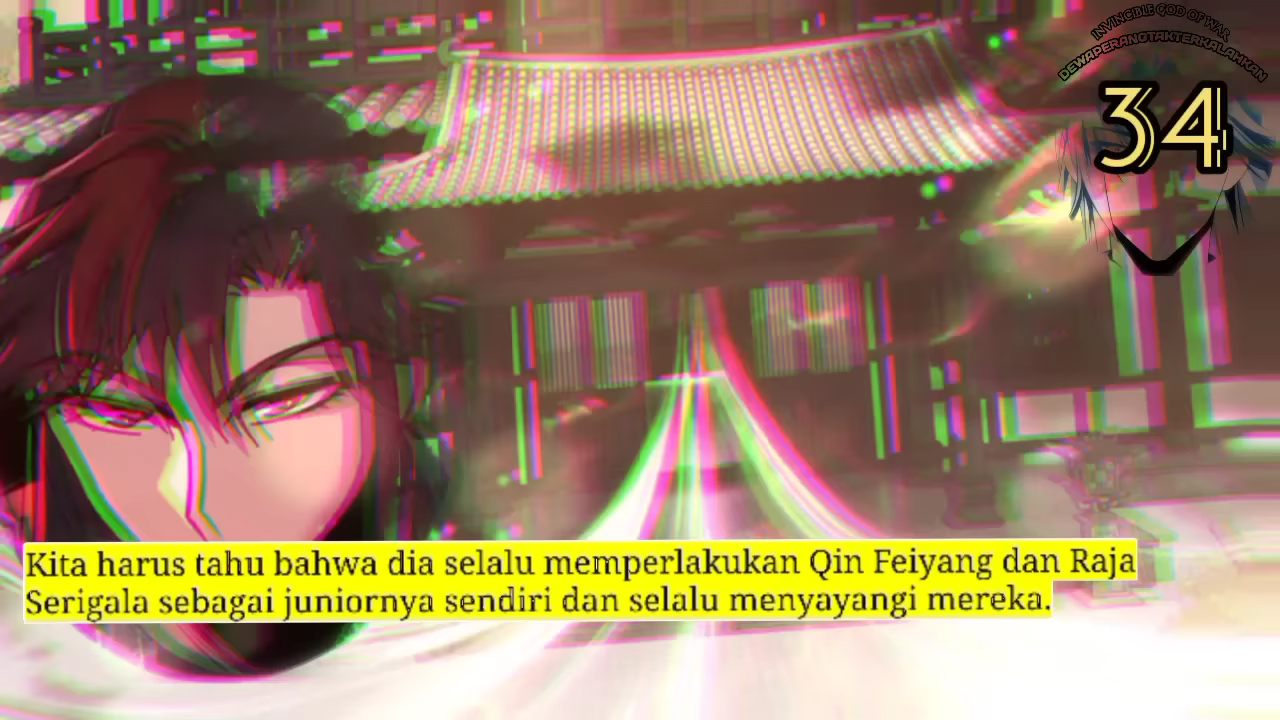 INVINCIBLE GOD OF WAR
DEWAPERANGTAKTERKALAHKAN
34
Kita harus tahu bahwa dia selalu memperlakukan Qin Feiyang dan Raja
Serigala sebagai juniornya sendiri dan selalu menyayangi mereka.